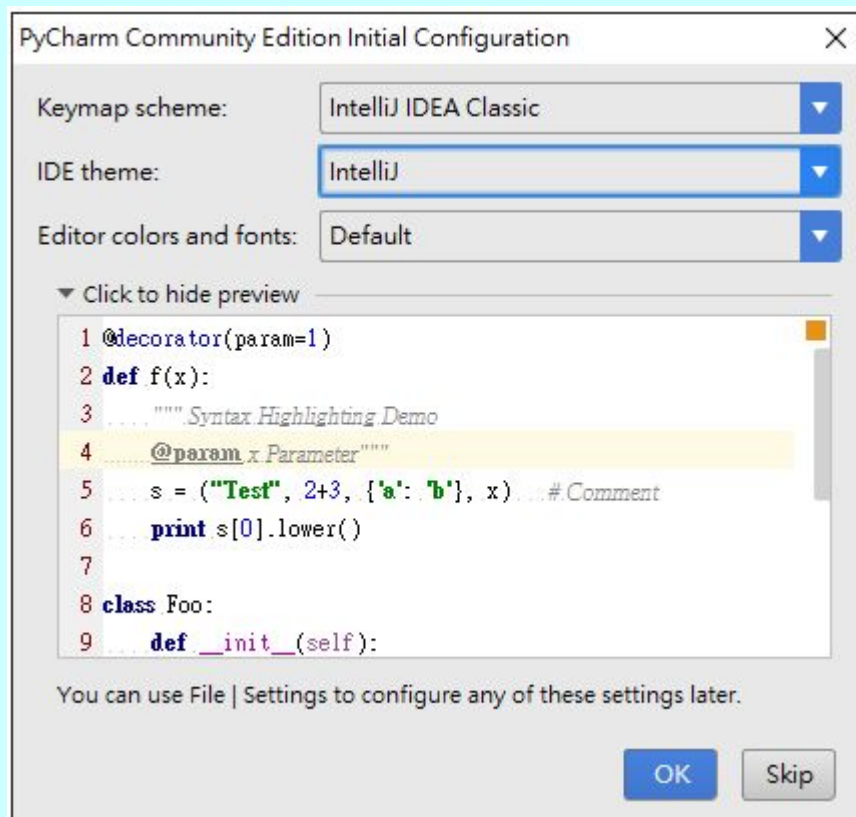 PyCharm Community Edition Initial Configuration
Keymap scheme: IntelliJ IDEA Classic
IDE theme: IntelliJ
Editor colors and fonts: Default
Click to hide preview
1 @decorator(param=1)
2 def f(x):
3 """ Syntax Highlighting Demo
4 @param x Parameter"""
5 s = ("Test", 2+3, {'a': 'b'}, x) # Comment
6 print s[0].lower()
7
8 class Foo:
9 def __init__(self):
You can use File | Settings to configure any of these settings later.
OK Skip